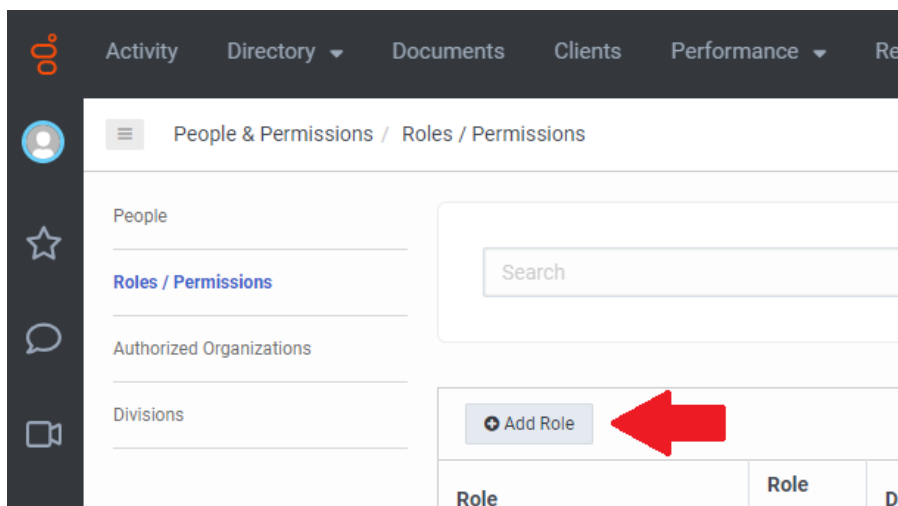 Activity Directory Documents Clients Performance
People & Permissions / Roles / Permissions
People
Roles / Permissions
Authorized Organizations
Divisions
Search
Add Role
Role
Role